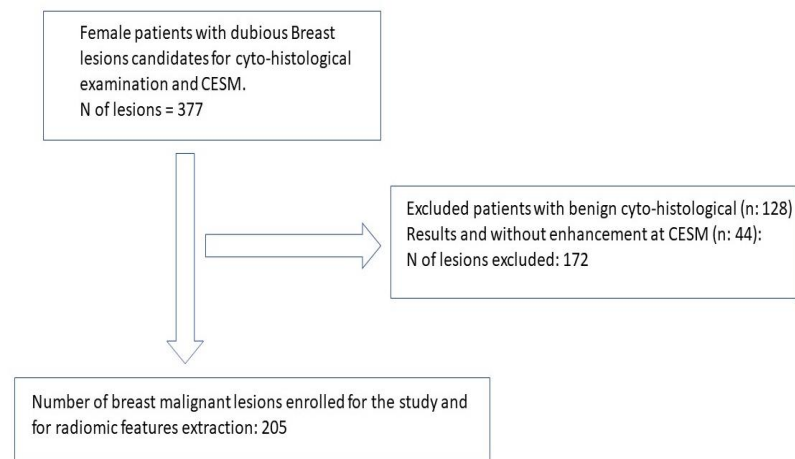 Female patients with dubious Breast
lesions candidates for cyto-histological
examination and CESM.
N of lesions = 377
Excluded patients with benign cyto-histological (n: 128)
Results and without enhancement at CESM (n: 44):
N of lesions excluded: 172
Number of breast malignant lesions enrolled for the study and
for radiomic features extraction: 205